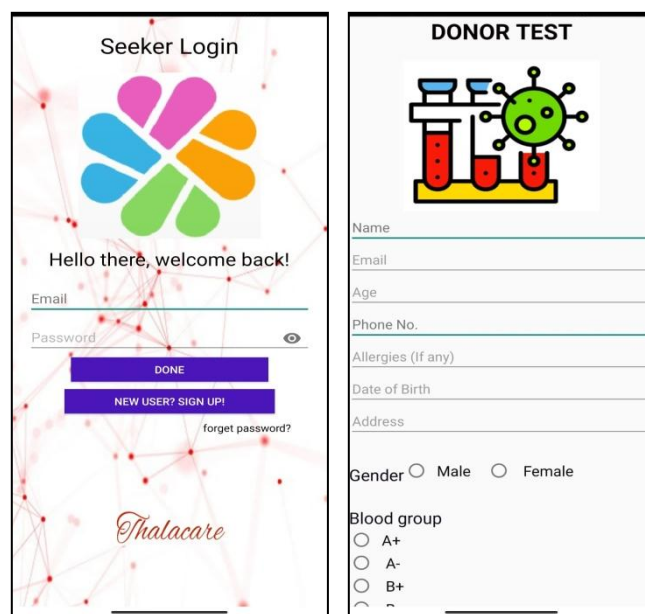 Seeker Login
Hello there, welcome back!
Email
Password
DONE
NEW USER? SIGN UP!
forget password?
Thalacare
DONOR TEST
Name
Email
Age
Phone No.
Allergies (If any)
Date of Birth
Address
Gender Male Female
Blood group
A+
A-
B+